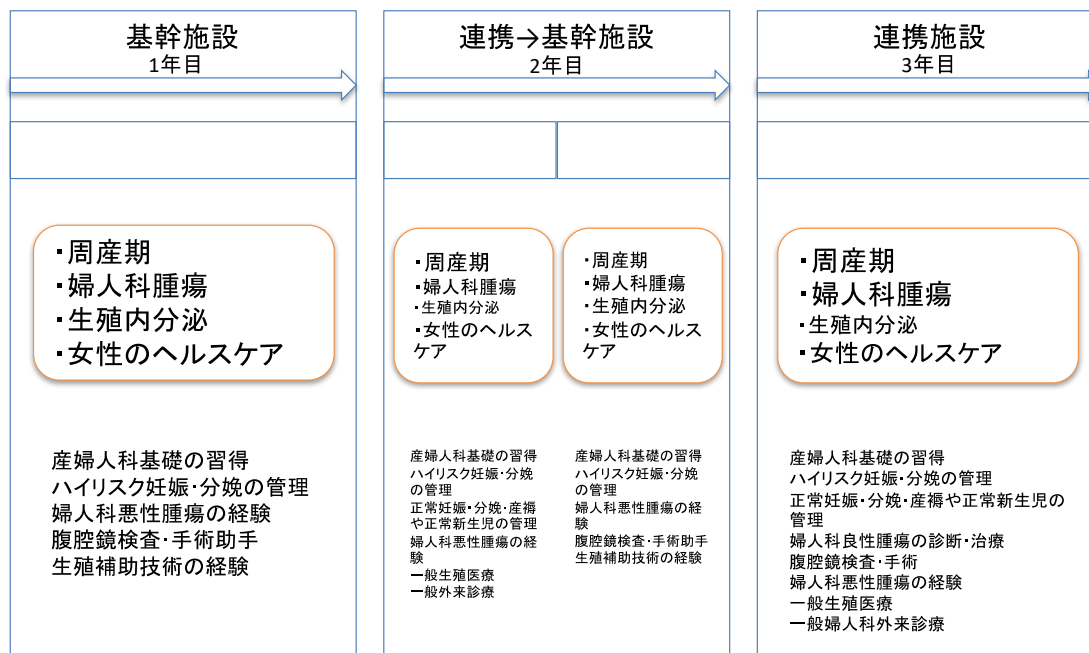 基幹施設
1年目
・周産期
・婦人科腫瘍
・生殖内分泌
・女性のヘルスケア
産婦人科基礎の習得
ハイリスク妊娠・分娩の管理
婦人科悪性腫瘍の経験
腹腔鏡検査・手術助手
生殖補助技術の経験
連携→基幹施設
2年目
・周産期
・婦人科腫瘍
・生殖内分泌
・女性のヘルス
ケア
産婦人科基礎の習得
ハイリスク妊娠・分娩
の管理
正常妊娠・分娩・産褥
や正常新生児の管理
婦人科悪性腫瘍の経
験
一般生殖医療
一般外来診療
・周産期
・婦人科腫瘍
・生殖内分泌
・女性のヘルス
ケア
産婦人科基礎の習得
ハイリスク妊娠・分娩
の管理
婦人科悪性腫瘍の経
験
腹腔鏡検査・手術助手
生殖補助技術の経験
連携施設
3年目
・周産期
・婦人科腫瘍
・生殖内分泌
・女性のヘルスケア
産婦人科基礎の習得
ハイリスク妊娠・分娩の管理
正常妊娠・分娩・産褥や正常新生児の
管理
婦人科良性腫瘍の診断・治療
腹腔鏡検査・手術
婦人科悪性腫瘍の経験
一般生殖医療
一般婦人科外来診療